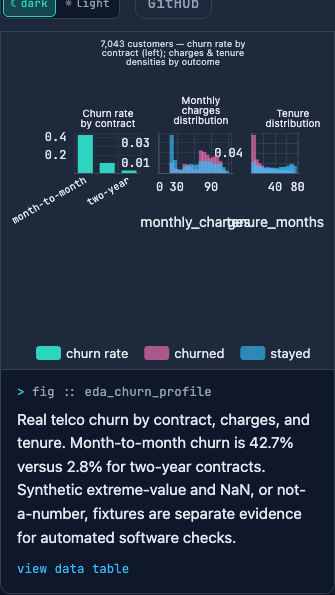 ☾ dark ☼ light GitHub
7,043 customers — churn rate by
contract (left); charges & tenure
densities by outcome
Churn rate
by contract
Monthly
charges
distribution
Tenure
distribution
0.4
0.2
month-to-month
two-year
0.03
0.01
0 30 90
monthly_charges
0.04
40 80
tenure_months
churn rate churned stayed
> fig :: eda_churn_profile
Real telco churn by contract, charges, and
tenure. Month-to-month churn is 42.7%
versus 2.8% for two-year contracts.
Synthetic extreme-value and NaN, or not-
a-number, fixtures are separate evidence
for automated software checks.
view data table